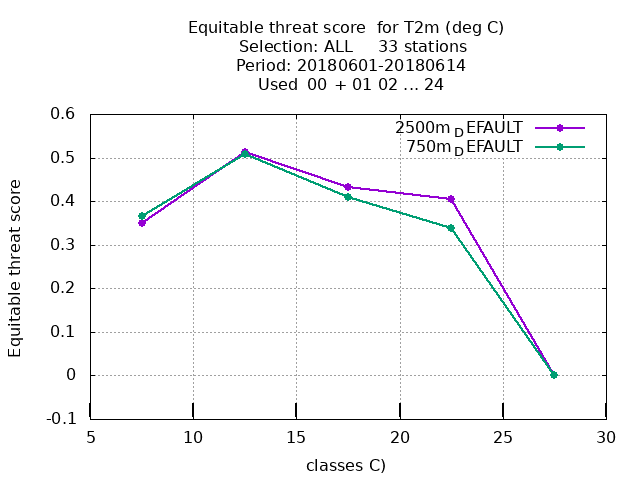 Equitable threat score  for T2m (deg C)
Selection: ALL     33 stations
Period: 20180601-20180614
Used  00  + 01 02 ... 24
2500m_DEFAULT
750m_DEFAULT
Equitable threat score
0.6
0.5
0.4
0.3
0.2
0.1
0
-0.1
5
10
15
20
25
30
classes C)